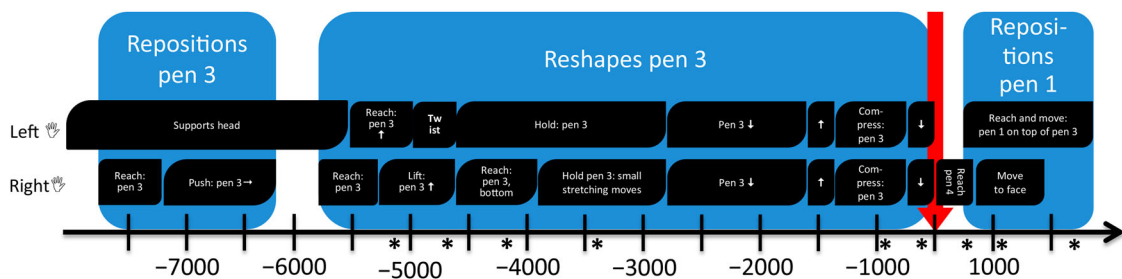 Repositions
pen 3
Reshapes pen 3
Reposi-
tions
pen 1
Left
Supports head
Reach:
pen 3
↑
Tw
ist
Hold: pen 3
Pen 3 ↓
↑
Com-
press:
pen 3
↓
Reach and move:
pen 1 on top of pen 3
Right
Reach:
pen 3
Push: pen 3→
Reach:
pen 3
Lift:
pen 3 ↑
Reach:
pen 3,
bottom
Hold pen 3: small
stretching moves
Pen 3 ↓
↑
Com-
press:
pen 3
↓
Reach
pen 4
Move
to face
* * * * * * * * *
−7000 −6000 −5000 −4000 −3000 −2000 −1000 1000